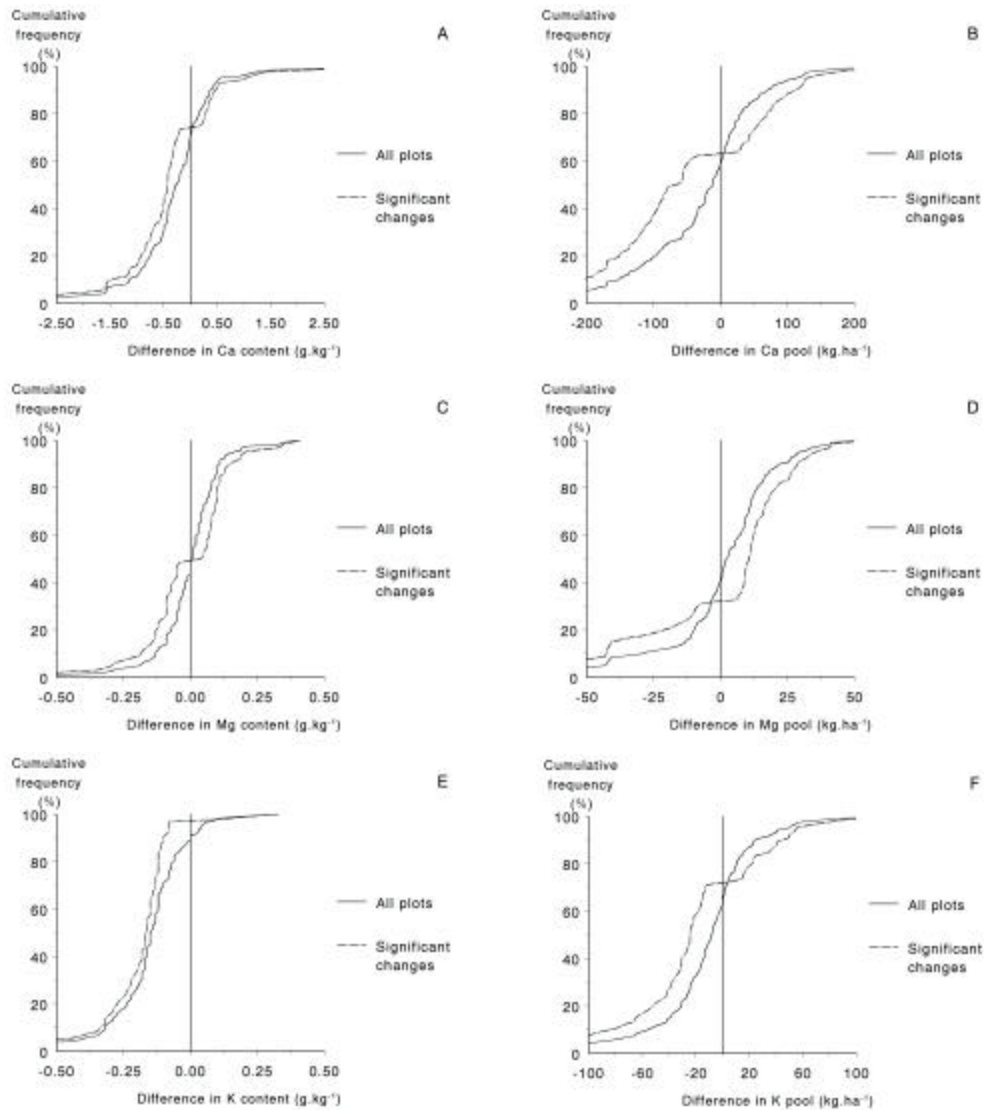 Cumulative
frequency
(%)
A
100
80
60
40
20
0
-2.50
-1.50
-0.50
0.50
1.50
2.50
Difference in Ca content (g.kg⁻¹)
All plots
Significant
changes
Cumulative
frequency
(%)
B
100
80
60
40
20
0
-200
-100
0
100
200
Difference in Ca pool (kg.ha⁻¹)
All plots
Significant
changes
Cumulative
frequency
(%)
C
100
80
60
40
20
0
-0.50
-0.25
0.00
0.25
0.50
Difference in Mg content (g.kg⁻¹)
All plots
Significant
changes
Cumulative
frequency
(%)
D
100
80
60
40
20
0
-50
-25
0
25
50
Difference in Mg pool (kg.ha⁻¹)
All plots
Significant
changes
Cumulative
frequency
(%)
E
100
80
60
40
20
0
-0.50
-0.25
0.00
0.25
0.50
Difference in K content (g.kg⁻¹)
All plots
Significant
changes
Cumulative
frequency
(%)
F
100
80
60
40
20
0
-100
-60
-20
20
60
100
Difference in K pool (kg.ha⁻¹)
All plots
Significant
changes